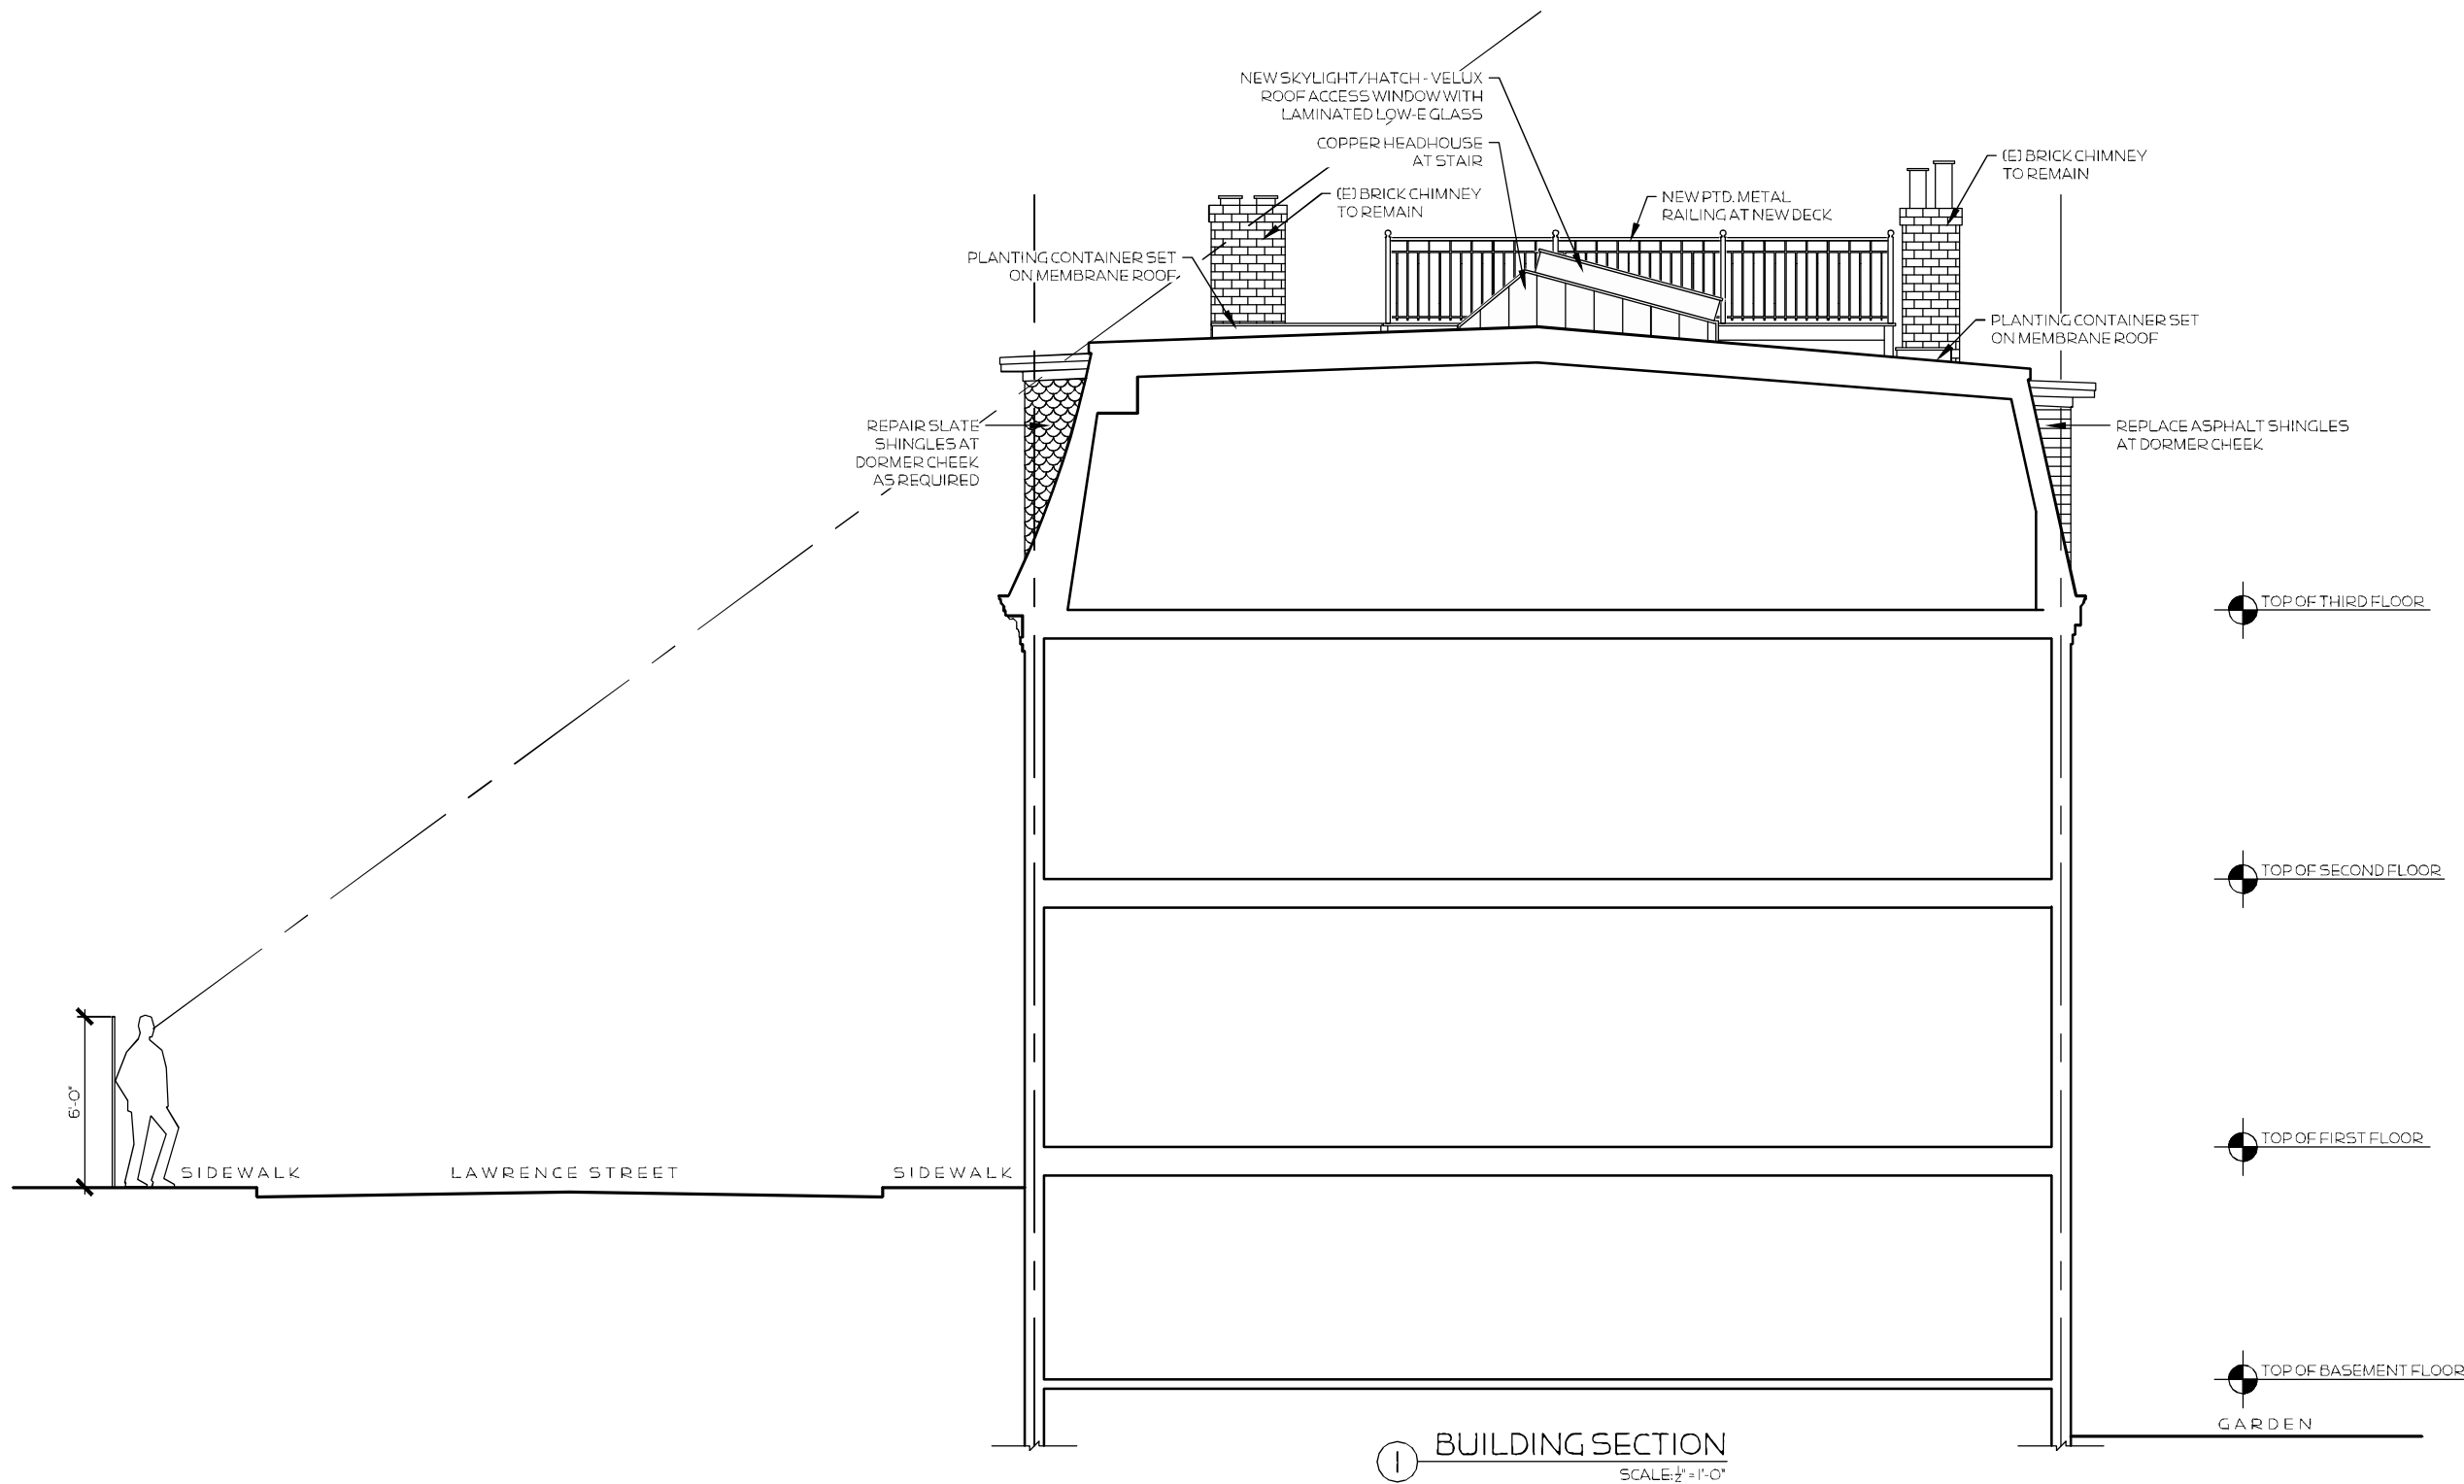 NEW SKYLIGHT/HATCH - VELUX
ROOF ACCESS WINDOW WITH
LAMINATED LOW-E GLASS
COPPER HEADHOUSE
AT STAIR
(E) BRICK CHIMNEY
TO REMAIN
NEW PTD. METAL
RAILING AT NEW DECK
(E) BRICK CHIMNEY
TO REMAIN
PLANTING CONTAINER SET
ON MEMBRANE ROOF
PLANTING CONTAINER SET
ON MEMBRANE ROOF
REPAIR SLATE
SHINGLES AT
DORMER CHEEK
AS REQUIRED
REPLACE ASPHALT SHINGLES
AT DORMER CHEEK
TOP OF THIRD FLOOR
TOP OF SECOND FLOOR
TOP OF FIRST FLOOR
6'-0"
SIDEWALK
LAWRENCE STREET
SIDEWALK
TOP OF BASEMENT FLOOR
GARDEN
1 BUILDING SECTION
SCALE: ½" = 1'-0"